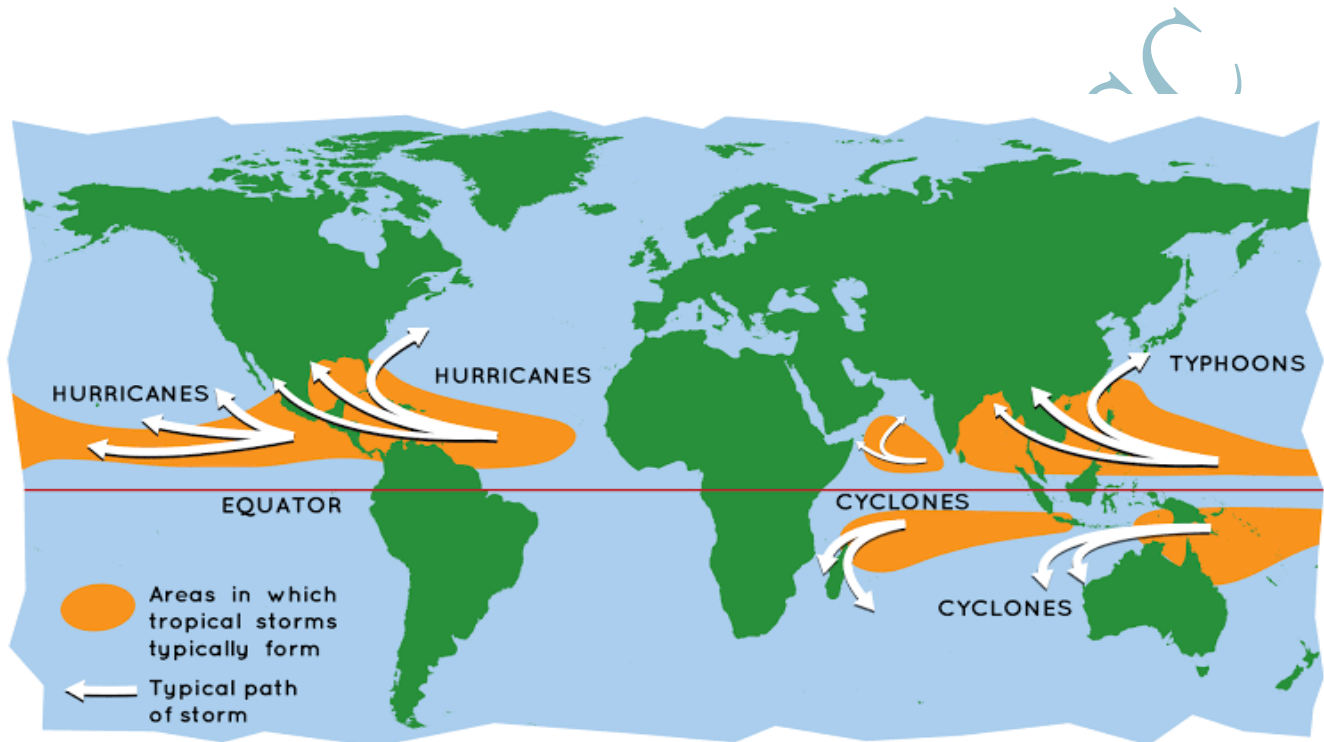 HURRICANES
HURRICANES
TYPHOONS
EQUATOR
CYCLONES
CYCLONES
Areas in which
tropical storms
typically form
Typical path
of storm